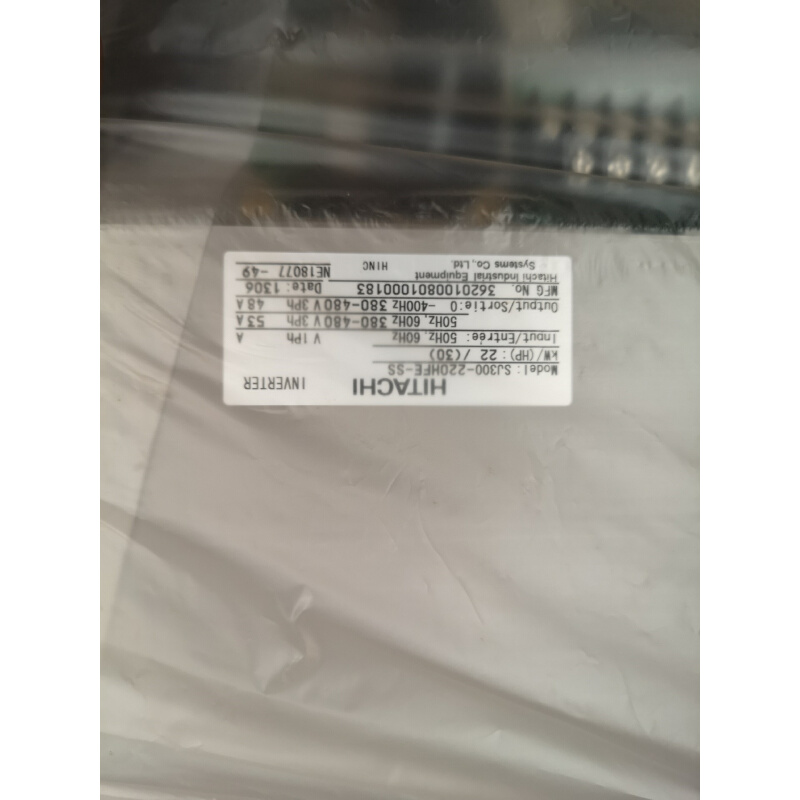 HITACHI INVERTER
Model: SJ300-220HFE-SS
kW/(HP): 22 /(30)
Input/Entrée: 50Hz, 60Hz V 1Ph A
50Hz, 60Hz 380-480 V 3Ph 53 A
Output/Sortie:0 -400Hz 380-480 V 3Ph 48 A
MFG No. 3620100801000183 Date: 1306
Hitachi Industrial Equipment
Systems Co., Ltd. HINC NE18077 -49